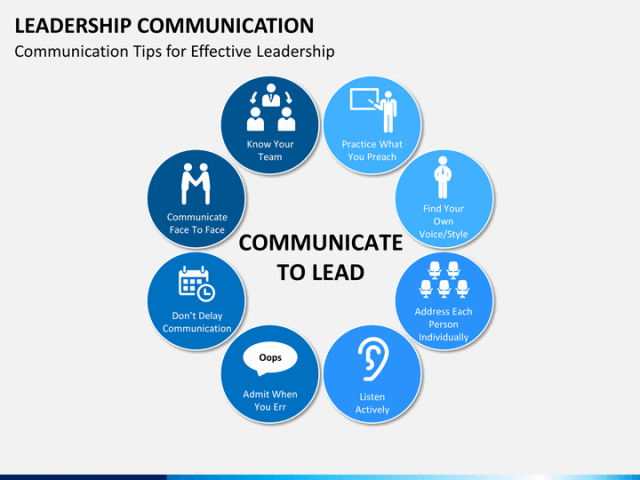 LEADERSHIP COMMUNICATION
Communication Tips for Effective Leadership
Know Your
Team
Practice What
You Preach
Find Your
Own
Voice/Style
Address Each
Person
Individually
Listen
Actively
Oops
Admit When
You Err
Don't Delay
Communication
Communicate
Face To Face
COMMUNICATE
TO LEAD